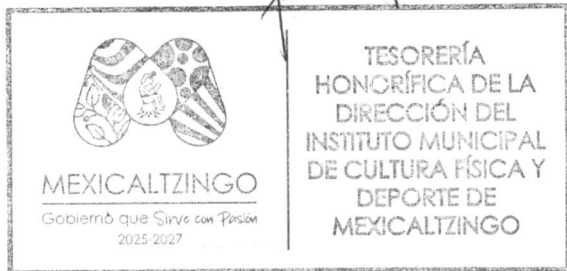 MEXICALTZINGO
Gobierno que Sirve con Pasión
2025-2027
TESORERÍA
HONORÍFICA DE LA
DIRECCIÓN DEL
INSTITUTO MUNICIPAL
DE CULTURA FÍSICA Y
DEPORTE DE
MEXICALTZINGO